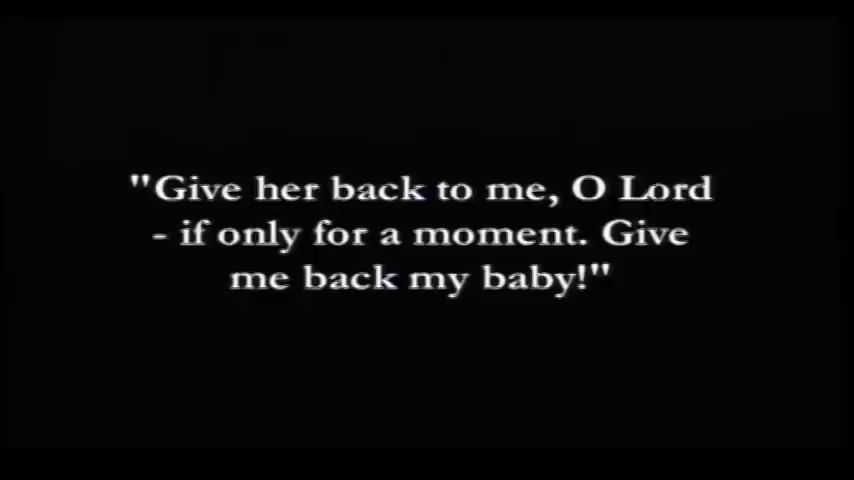 "Give her back to me, O Lord
- if only for a moment. Give
me back my baby!"